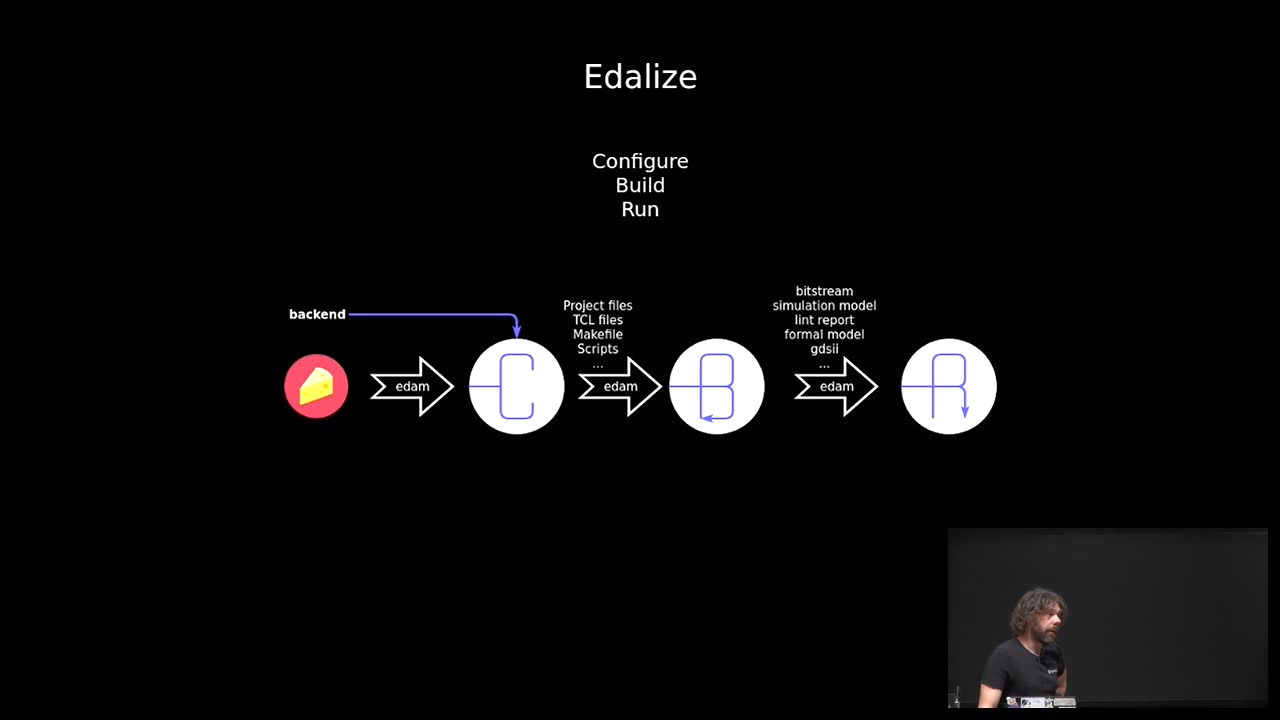 Edalize
Configure
Build
Run
backend
edam
C
Project files
TCL files
Makefile
Scripts
...
edam
B
bitstream
simulation model
lint report
formal model
gdsii
...
edam
R